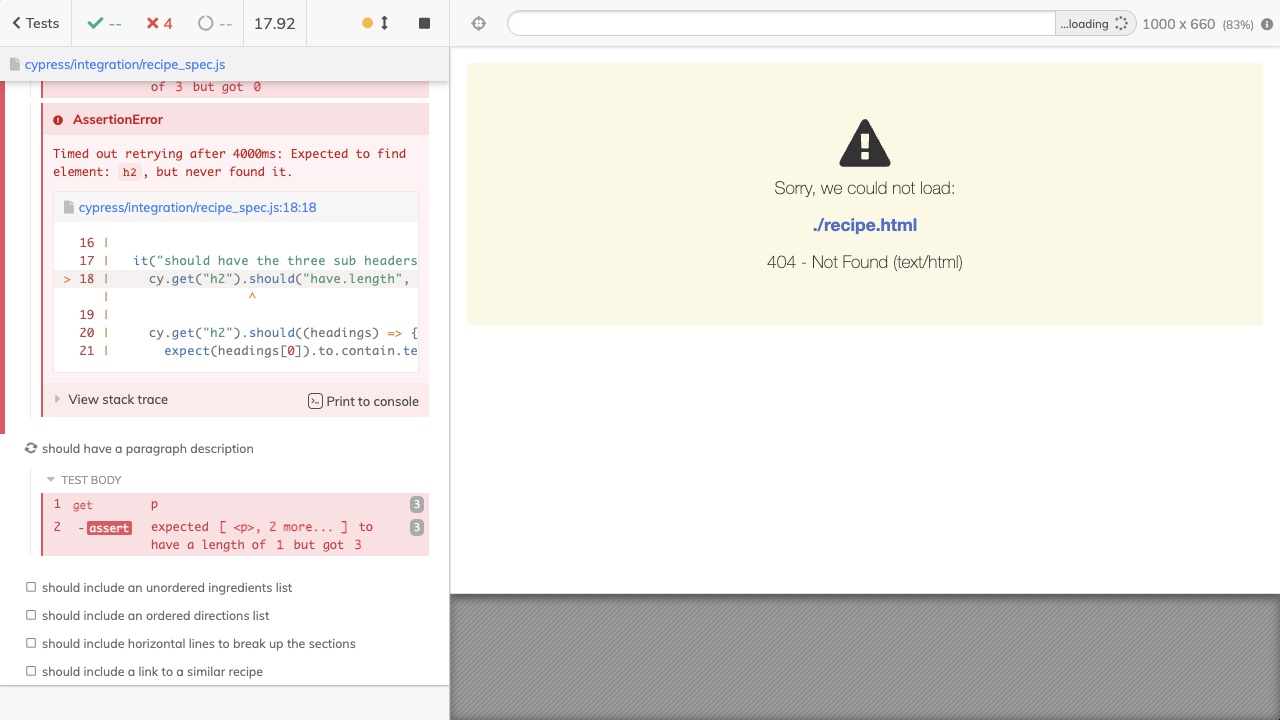 Tests
--
4
--
17.92
...loading
1000 x 660 (83%)
cypress/integration/recipe_spec.js
of 3 but got 0
AssertionError
Timed out retrying after 4000ms: Expected to find
element: h2, but never found it.
cypress/integration/recipe_spec.js:18:18
16 |
17 | it("should have the three sub headers
> 18 | cy.get("h2").should("have.length",
| ^
19 |
20 | cy.get("h2").should((headings) => {
21 | expect(headings[0]).to.contain.te
View stack trace
Print to console
should have a paragraph description
TEST BODY
1 get p 3
2 -assert expected [ <p>, 2 more... ] to 3
have a length of 1 but got 3
should include an unordered ingredients list
should include an ordered directions list
should include horizontal lines to break up the sections
should include a link to a similar recipe
Sorry, we could not load:
./recipe.html
404 - Not Found (text/html)